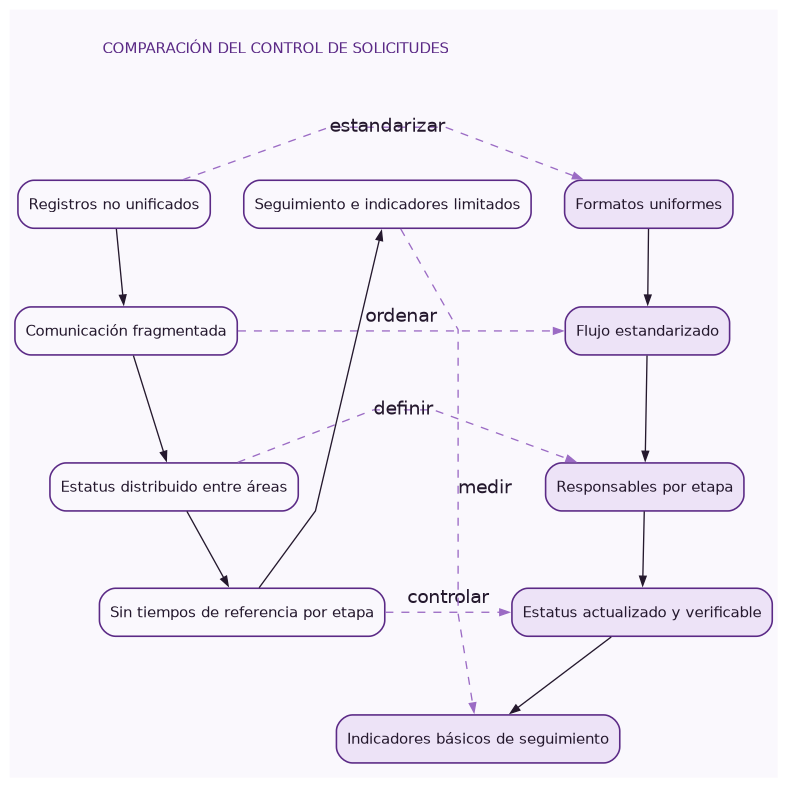 COMPARACIÓN DEL CONTROL DE SOLICITUDES
estandarizar
Registros no unificados
Seguimiento e indicadores limitados
Formatos uniformes
ordenar
Comunicación fragmentada
Flujo estandarizado
definir
Estatus distribuido entre áreas
medir
Responsables por etapa
controlar
Sin tiempos de referencia por etapa
Estatus actualizado y verificable
Indicadores básicos de seguimiento